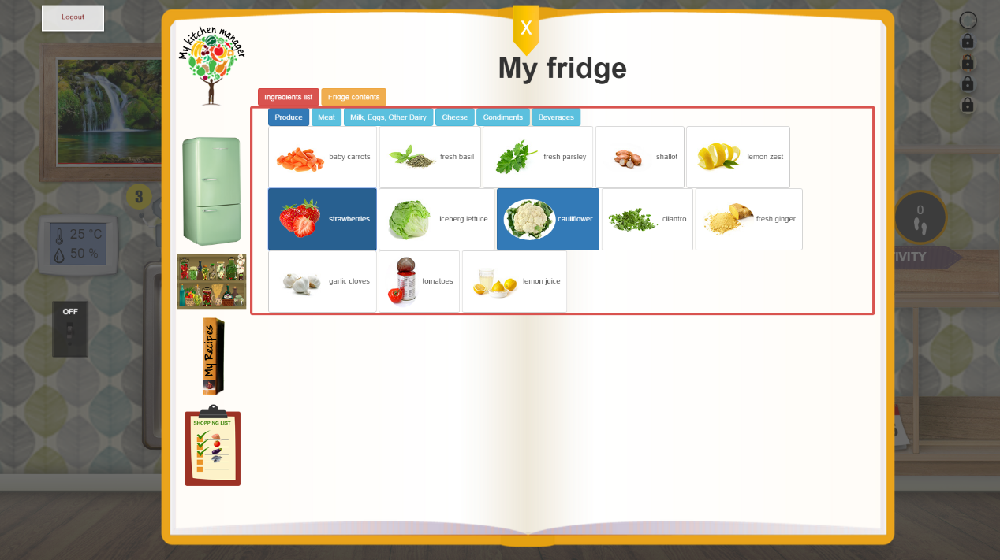 Logout
X
My kitchen manager
My fridge
Ingredients list
Fridge contents
Produce
Meat
Milk, Eggs, Other Dairy
Cheese
Condiments
Beverages
baby carrots
fresh basil
fresh parsley
shallot
lemon zest
strawberries
iceberg lettuce
cauliflower
cilantro
fresh ginger
garlic cloves
tomatoes
lemon juice
3
25 °C
50 %
OFF
My Recipes
SHOPPING LIST
0
IVITY